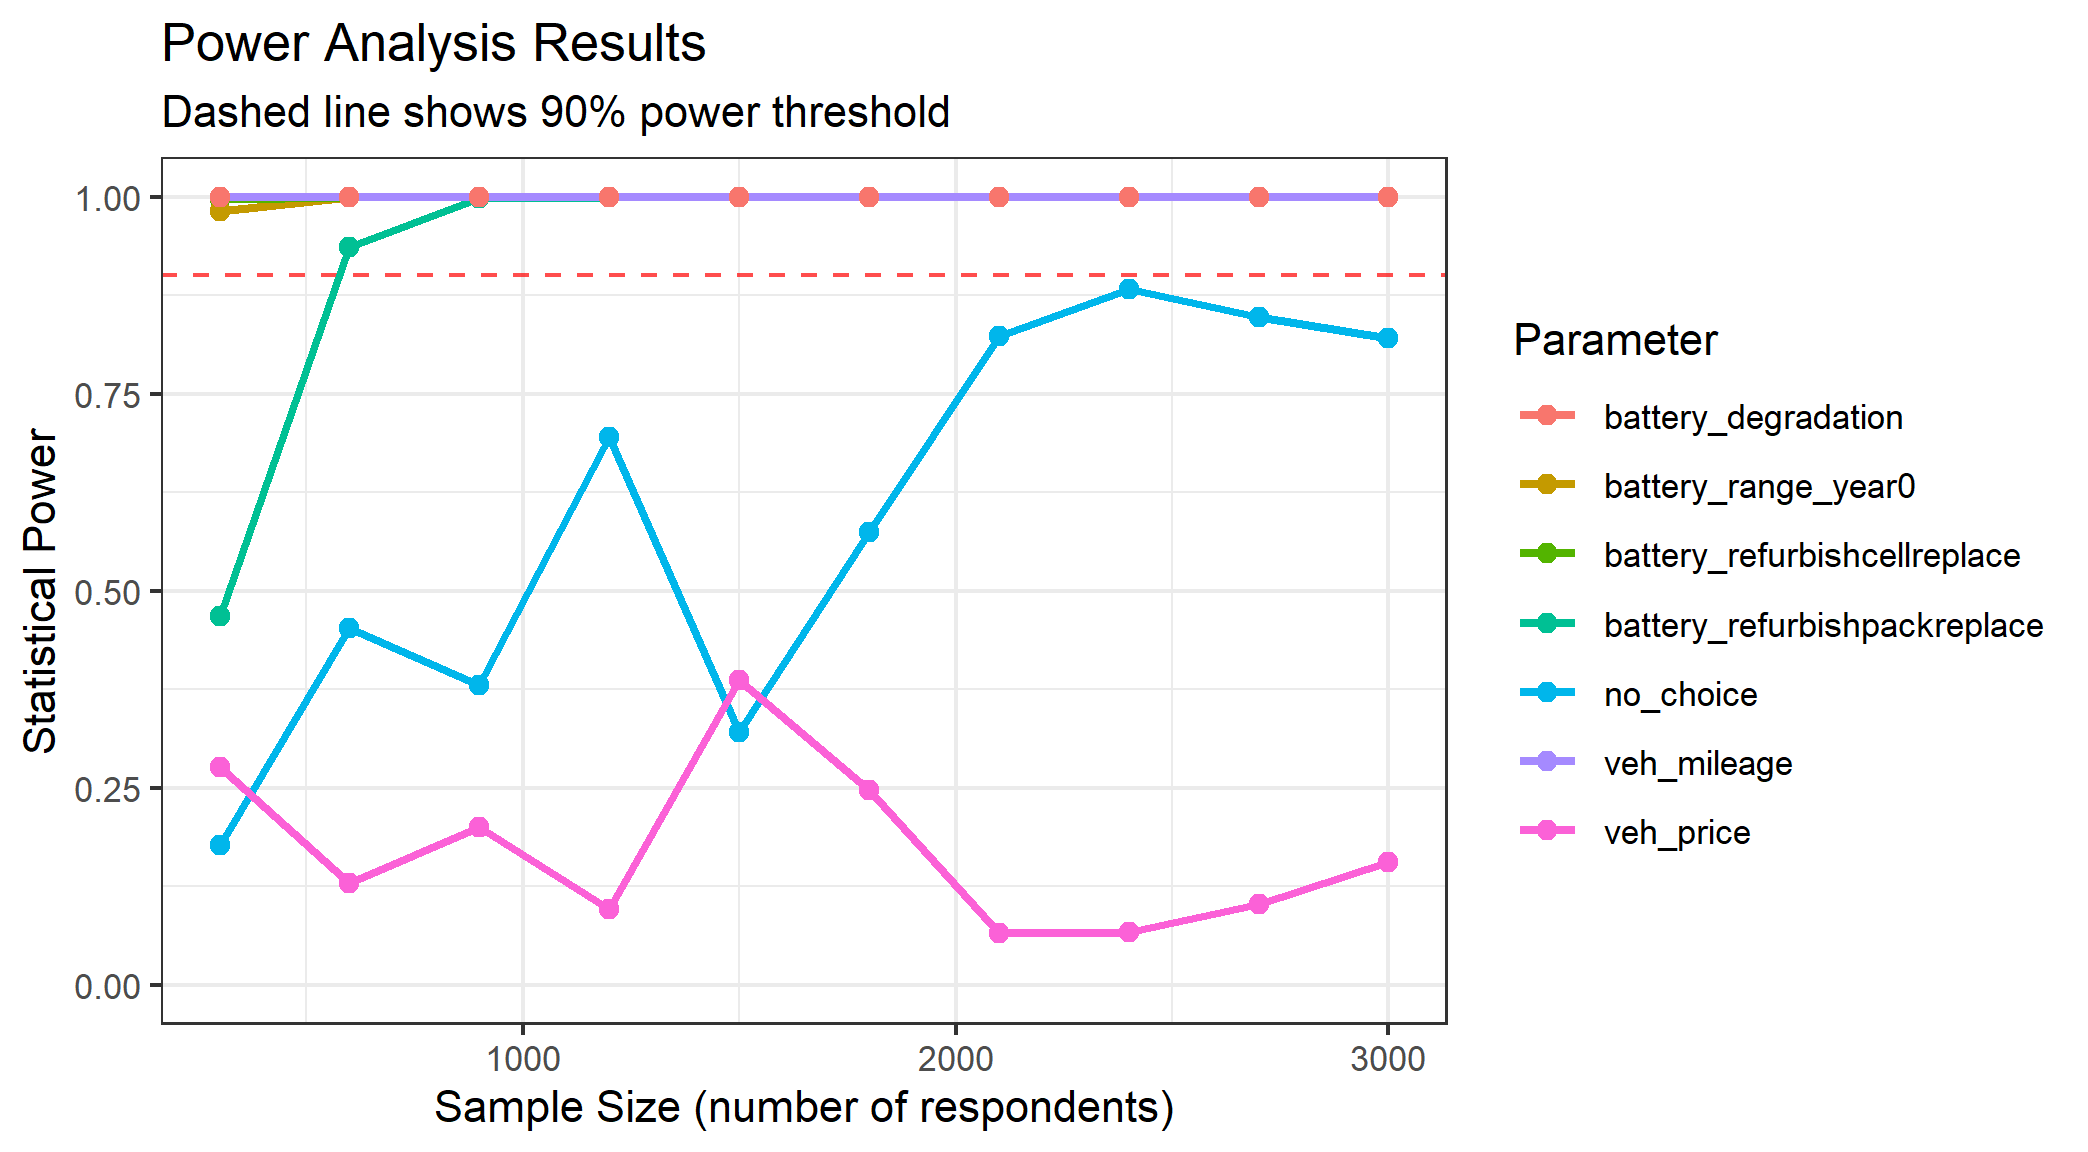 Power Analysis Results
Dashed line shows 90% power threshold
Statistical Power
1.00
0.75
0.50
0.25
0.00
1000 2000 3000
Sample Size (number of respondents)
Parameter
battery_degradation
battery_range_year0
battery_refurbishcellreplace
battery_refurbishpackreplace
no_choice
veh_mileage
veh_price